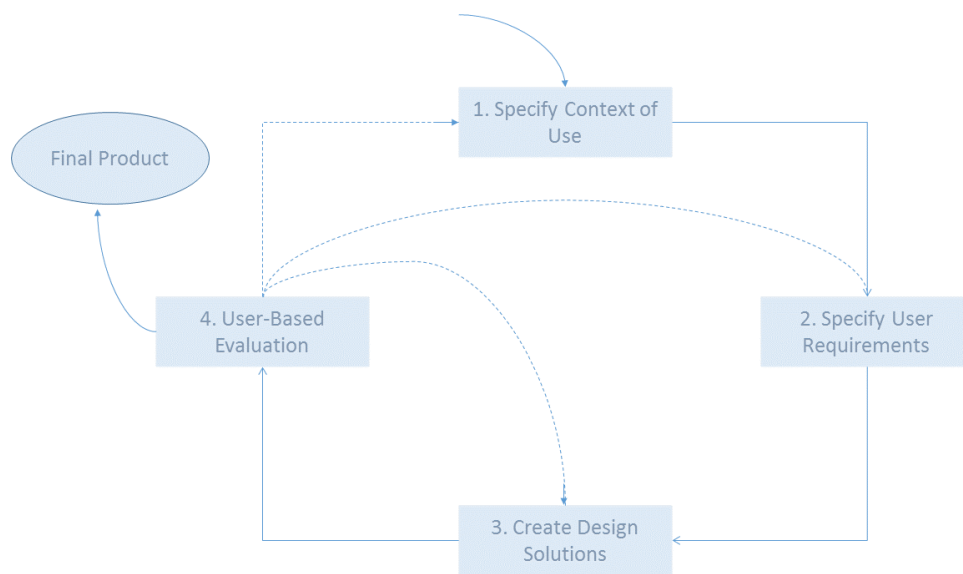 1. Specify Context of
Use
Final Product
4. User-Based
Evaluation
2. Specify User
Requirements
3. Create Design
Solutions